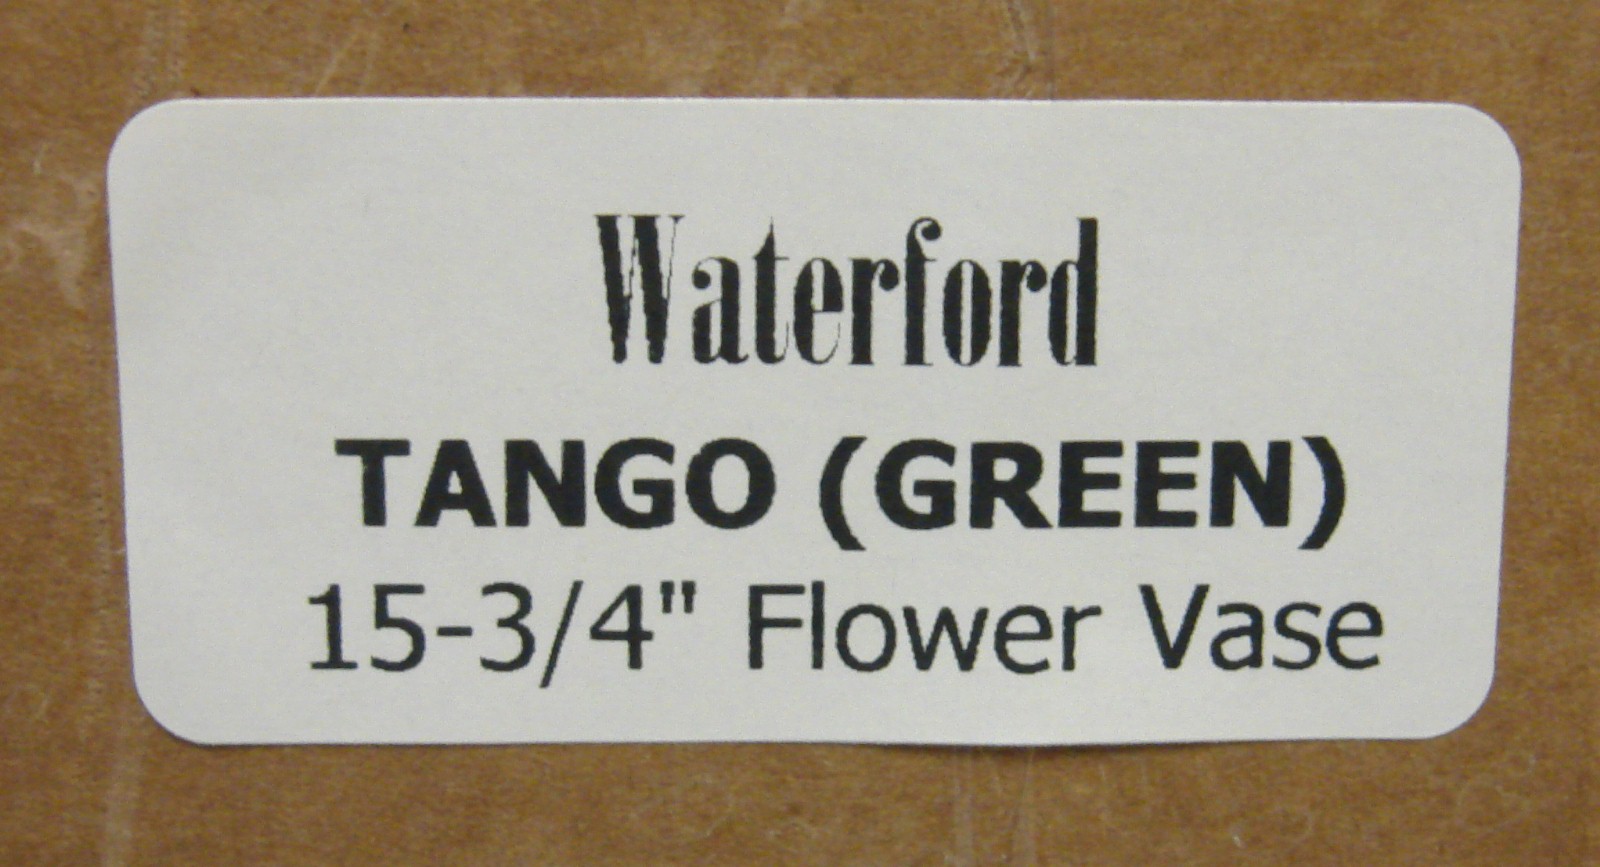 Waterford
TANGO (GREEN)
15-3/4" Flower Vase